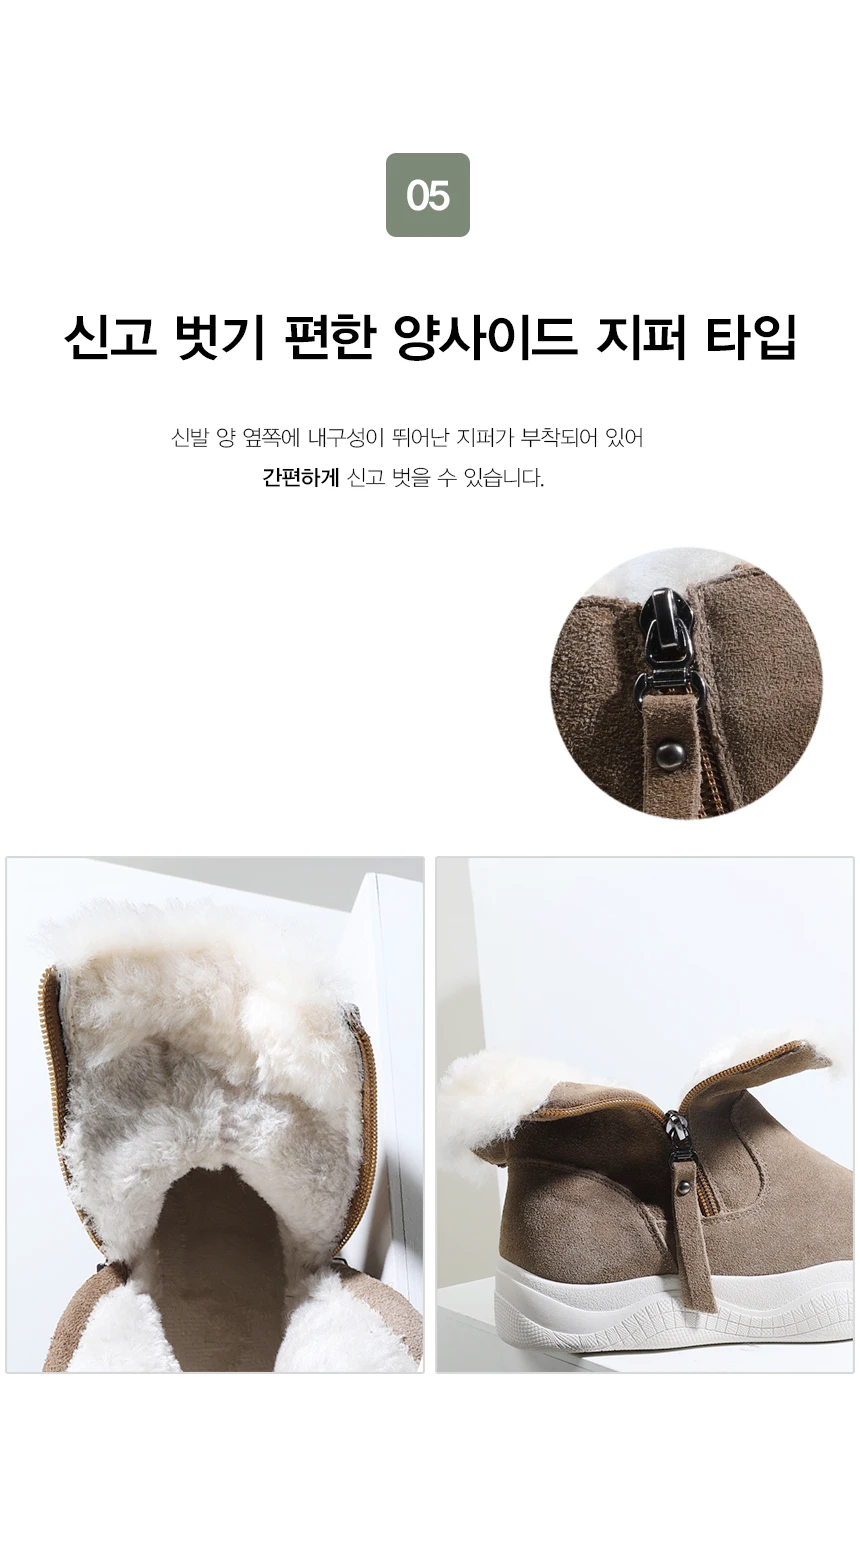 05
신고 벗기 편한 양사이드 지퍼 타입
신발 양 옆쪽에 내구성이 뛰어난 지퍼가 부착되어 있어
간편하게 신고 벗을 수 있습니다.